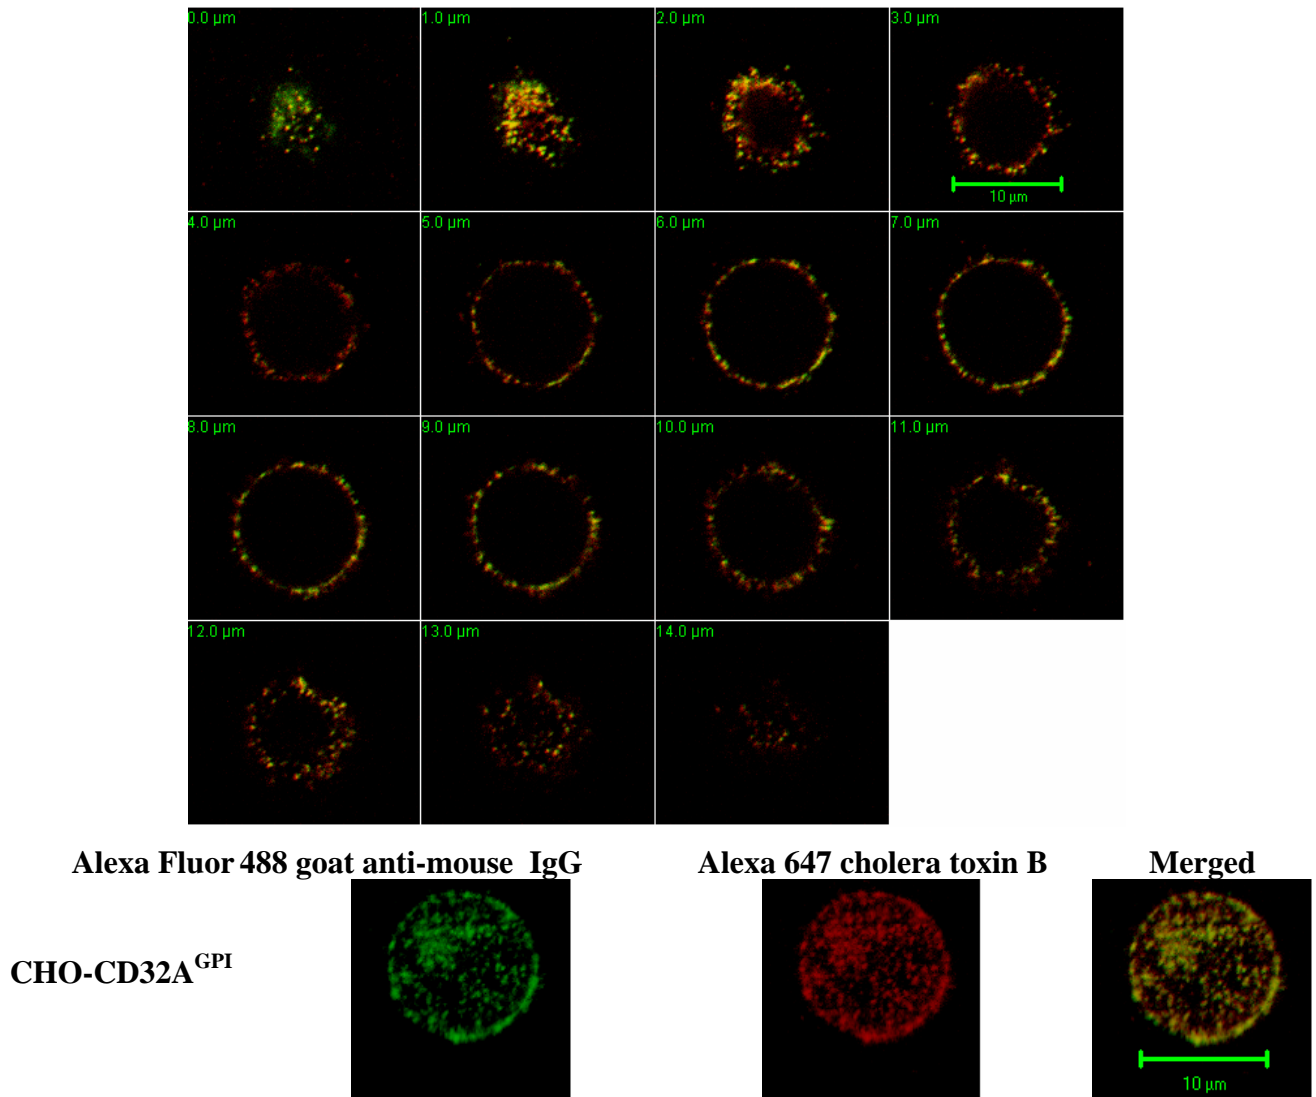 0.0 µm
1.0 µm
2.0 µm
3.0 µm
10 µm
4.0 µm
5.0 µm
6.0 µm
7.0 µm
8.0 µm
9.0 µm
10.0 µm
11.0 µm
12.0 µm
13.0 µm
14.0 µm
Alexa Fluor 488 goat anti-mouse IgG
Alexa 647 cholera toxin B
Merged
CHO-CD32A^GPI
10 µm